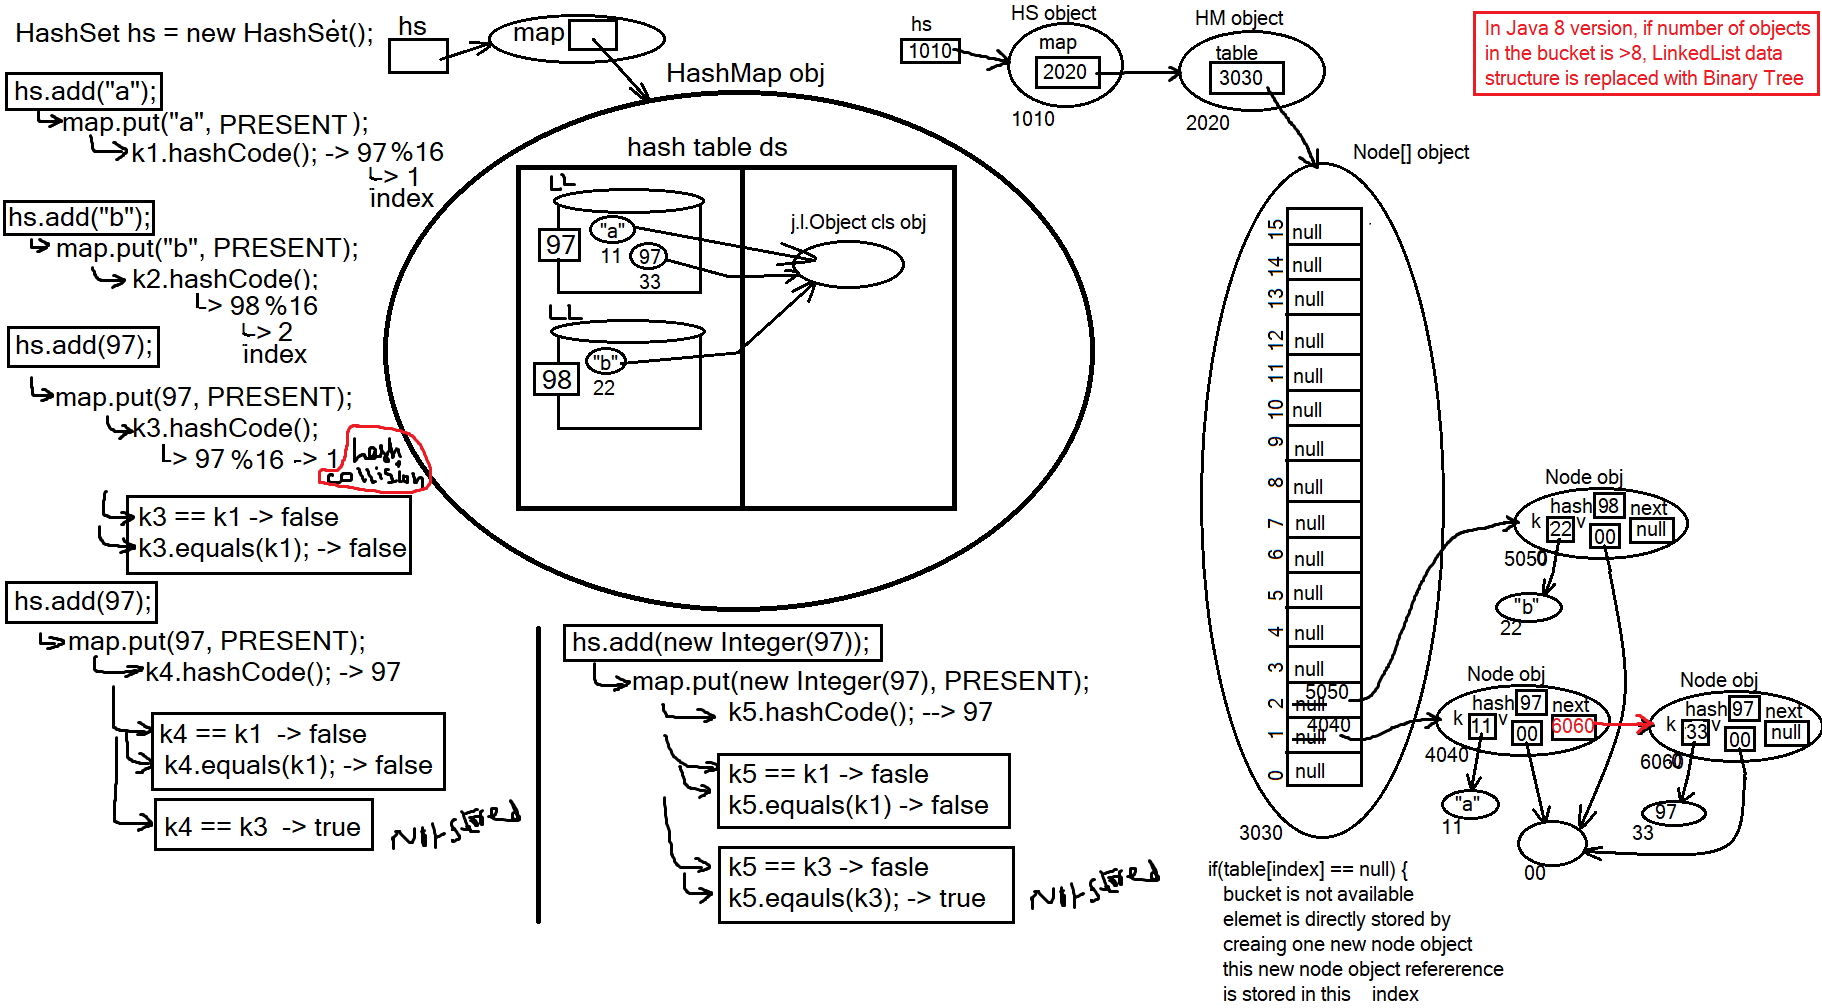 HashSet hs = new HashSet();
hs
map
HashMap obj
hs.add("a");
map.put("a", PRESENT );
k1.hashCode(); -> 97 %16
-> 1
index
hs.add("b");
map.put("b", PRESENT);
k2.hashCode();
-> 98 %16
-> 2
index
hs.add(97);
map.put(97, PRESENT);
k3.hashCode();
-> 97 %16 -> 1
hash
collision
k3 == k1 -> false
k3.equals(k1); -> false
hs.add(97);
map.put(97, PRESENT);
k4.hashCode(); -> 97
k4 == k1 -> false
k4.equals(k1); -> false
k4 == k3 -> true
Not stored
hash table ds
LL
97
"a"
11
97
33
LL
98
"b"
22
j.l.Object cls obj
hs.add(new Integer(97));
map.put(new Integer(97), PRESENT);
k5.hashCode(); --> 97
k5 == k1 -> fasle
k5.equals(k1) -> false
k5 == k3 -> fasle
k5.eqauls(k3); -> true
Not stored
hs
1010
HS object
map
2020
1010
HM object
table
3030
2020
In Java 8 version, if number of objects
in the bucket is >8, LinkedList data
structure is replaced with Binary Tree
Node[] object
15 null
14 null
13 null
12 null
11 null
10 null
9 null
8 null
7 null
6 null
5 null
4 null
3 null
5050
2 null
4040
1 null
0 null
3030
Node obj
hash 98 next
k 22 v 00 null
5050
"b"
22
Node obj
hash 97 next
k 11 v 00 6060
4040
"a"
11
Node obj
hash 97 next
k 33 v 00 null
6060
97
33
00
if(table[index] == null) {
bucket is not available
elemet is directly stored by
creaing one new node object
this new node object refererence
is stored in this index